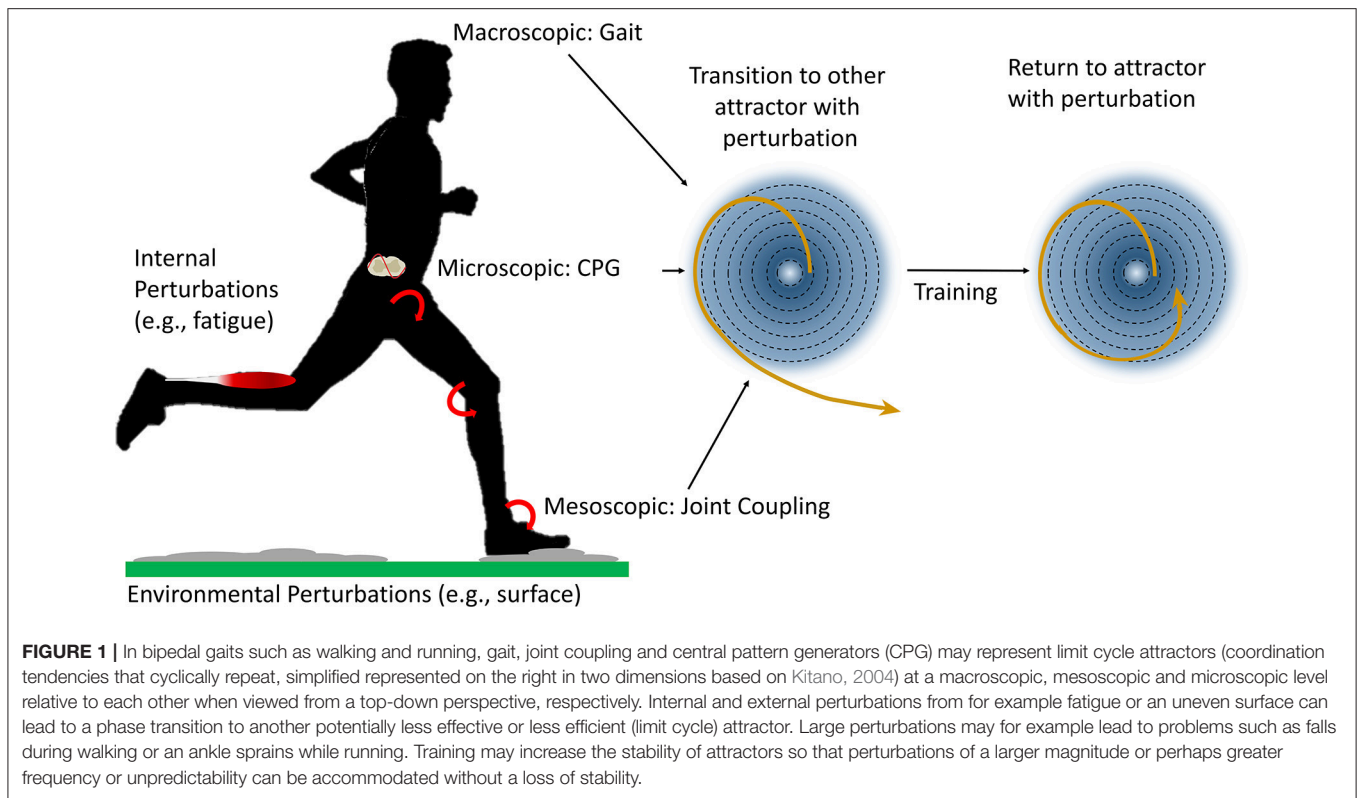 Macroscopic: Gait
Transition to other
attractor with
perturbation
Return to attractor
with perturbation
Internal
Perturbations
(e.g., fatigue)
Microscopic: CPG
Training
Mesoscopic: Joint Coupling
Environmental Perturbations (e.g., surface)
FIGURE 1 | In bipedal gaits such as walking and running, gait, joint coupling and central pattern generators (CPG) may represent limit cycle attractors (coordination
tendencies that cyclically repeat, simplified represented on the right in two dimensions based on Kitano, 2004) at a macroscopic, mesoscopic and microscopic level
relative to each other when viewed from a top-down perspective, respectively. Internal and external perturbations from for example fatigue or an uneven surface can
lead to a phase transition to another potentially less effective or less efficient (limit cycle) attractor. Large perturbations may for example lead to problems such as falls
during walking or an ankle sprains while running. Training may increase the stability of attractors so that perturbations of a larger magnitude or perhaps greater
frequency or unpredictability can be accommodated without a loss of stability.